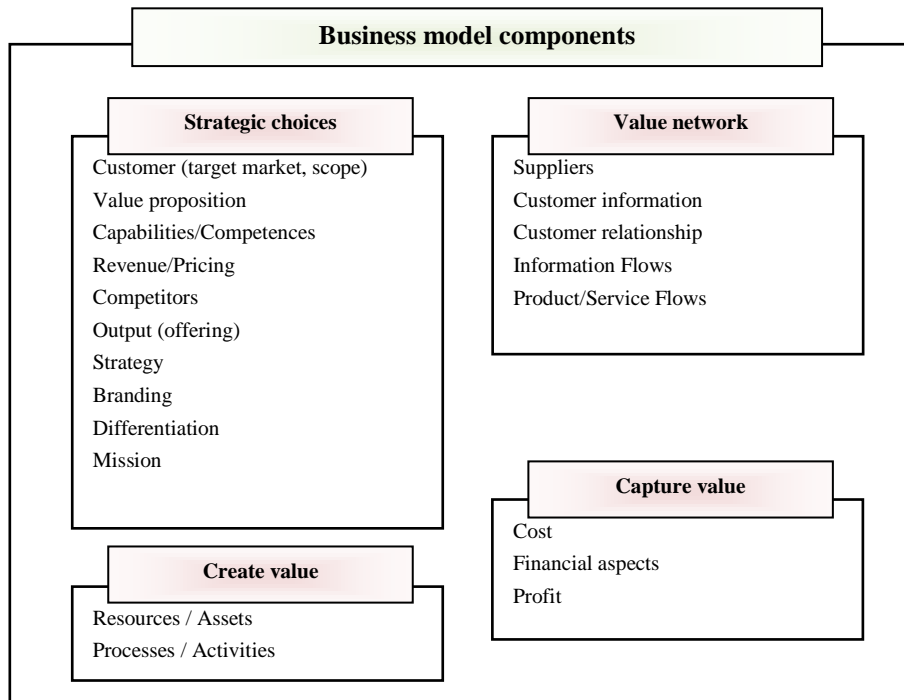 Business model components
Strategic choices
Customer (target market, scope)
Value proposition
Capabilities/Competences
Revenue/Pricing
Competitors
Output (offering)
Strategy
Branding
Differentiation
Mission
Value network
Suppliers
Customer information
Customer relationship
Information Flows
Product/Service Flows
Create value
Resources / Assets
Processes / Activities
Capture value
Cost
Financial aspects
Profit